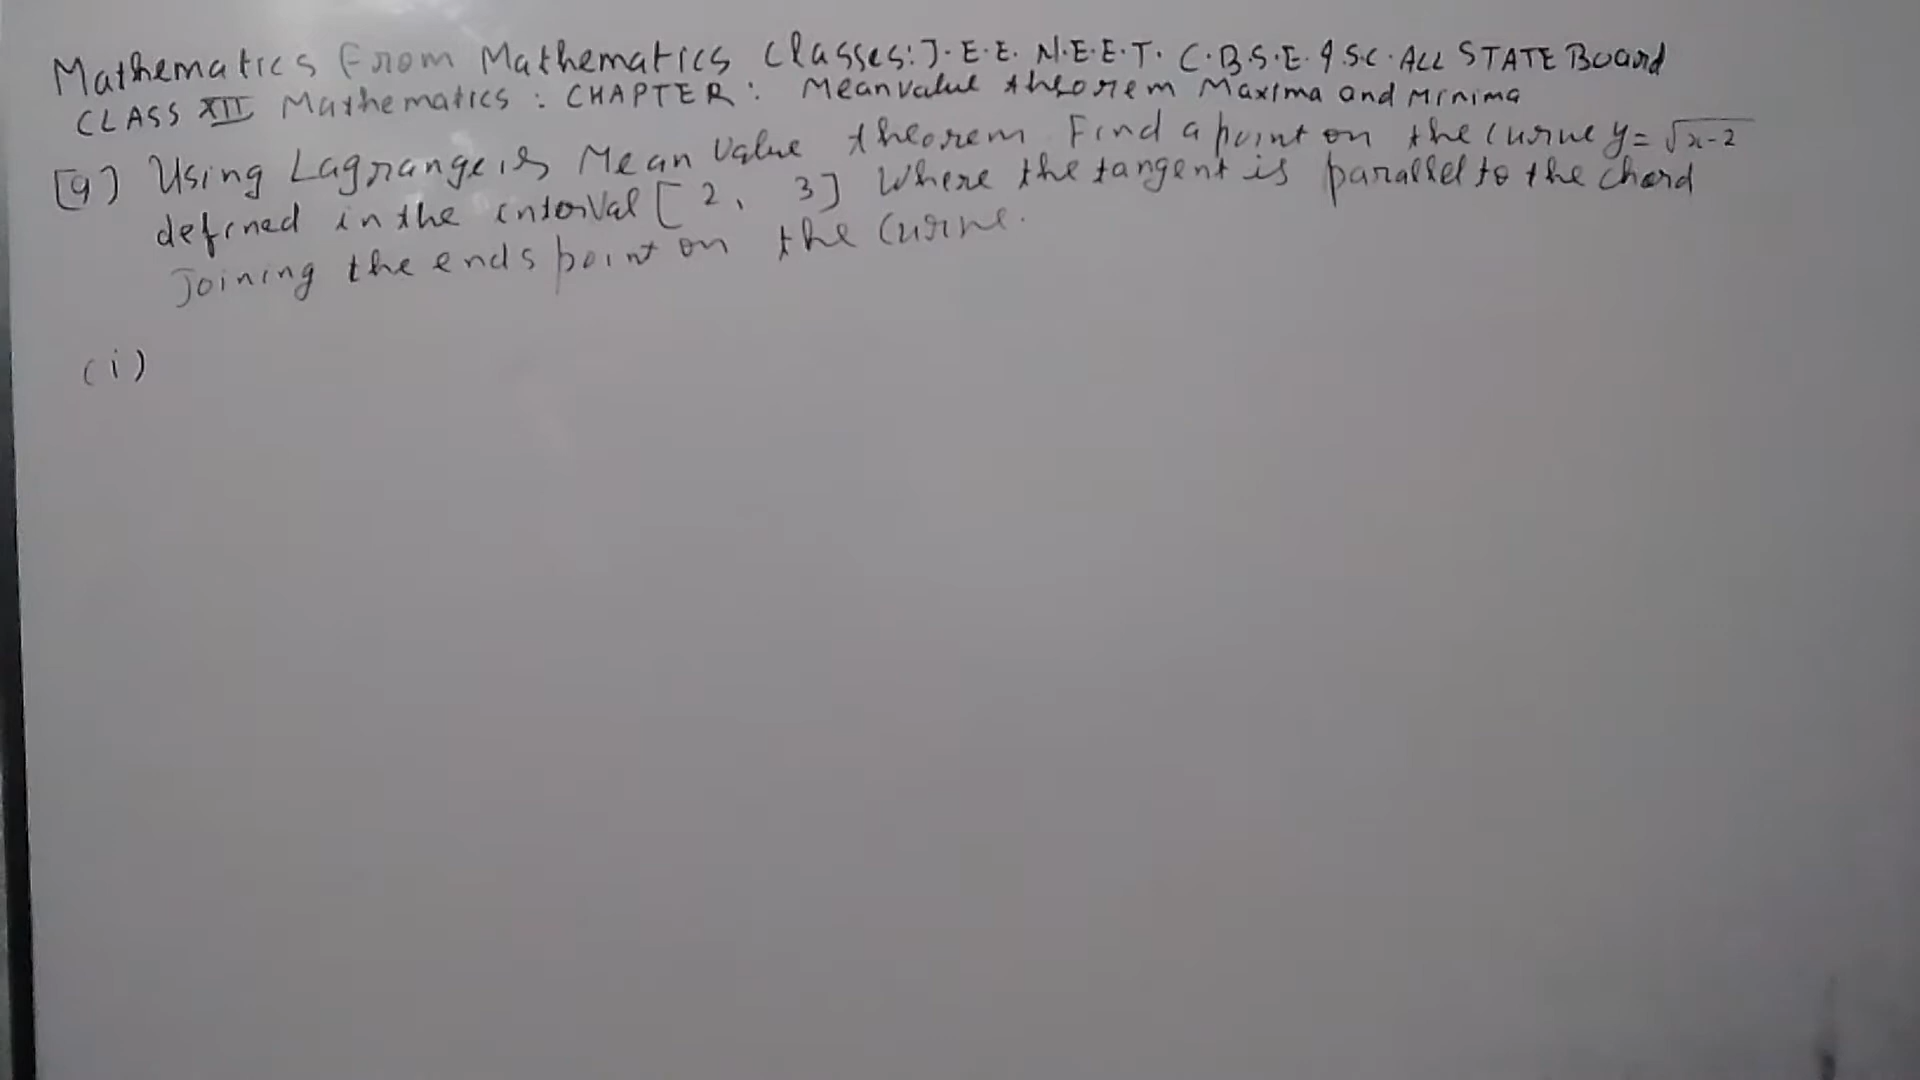 Mathematics From Mathematics Classes: J.E.E. N.E.E.T. C.B.S.E. I S.C. ALL STATE Board
CLASS XII Mathematics : CHAPTER : Meanvalue theorem Maxima and Minima
[9] Using Lagrange's Mean Value theorem Find a point on the curve y = √x-2
defined in the interval [2, 3] Where the tangent is parallel to the chord
Joining the ends point on the curve.
(i)